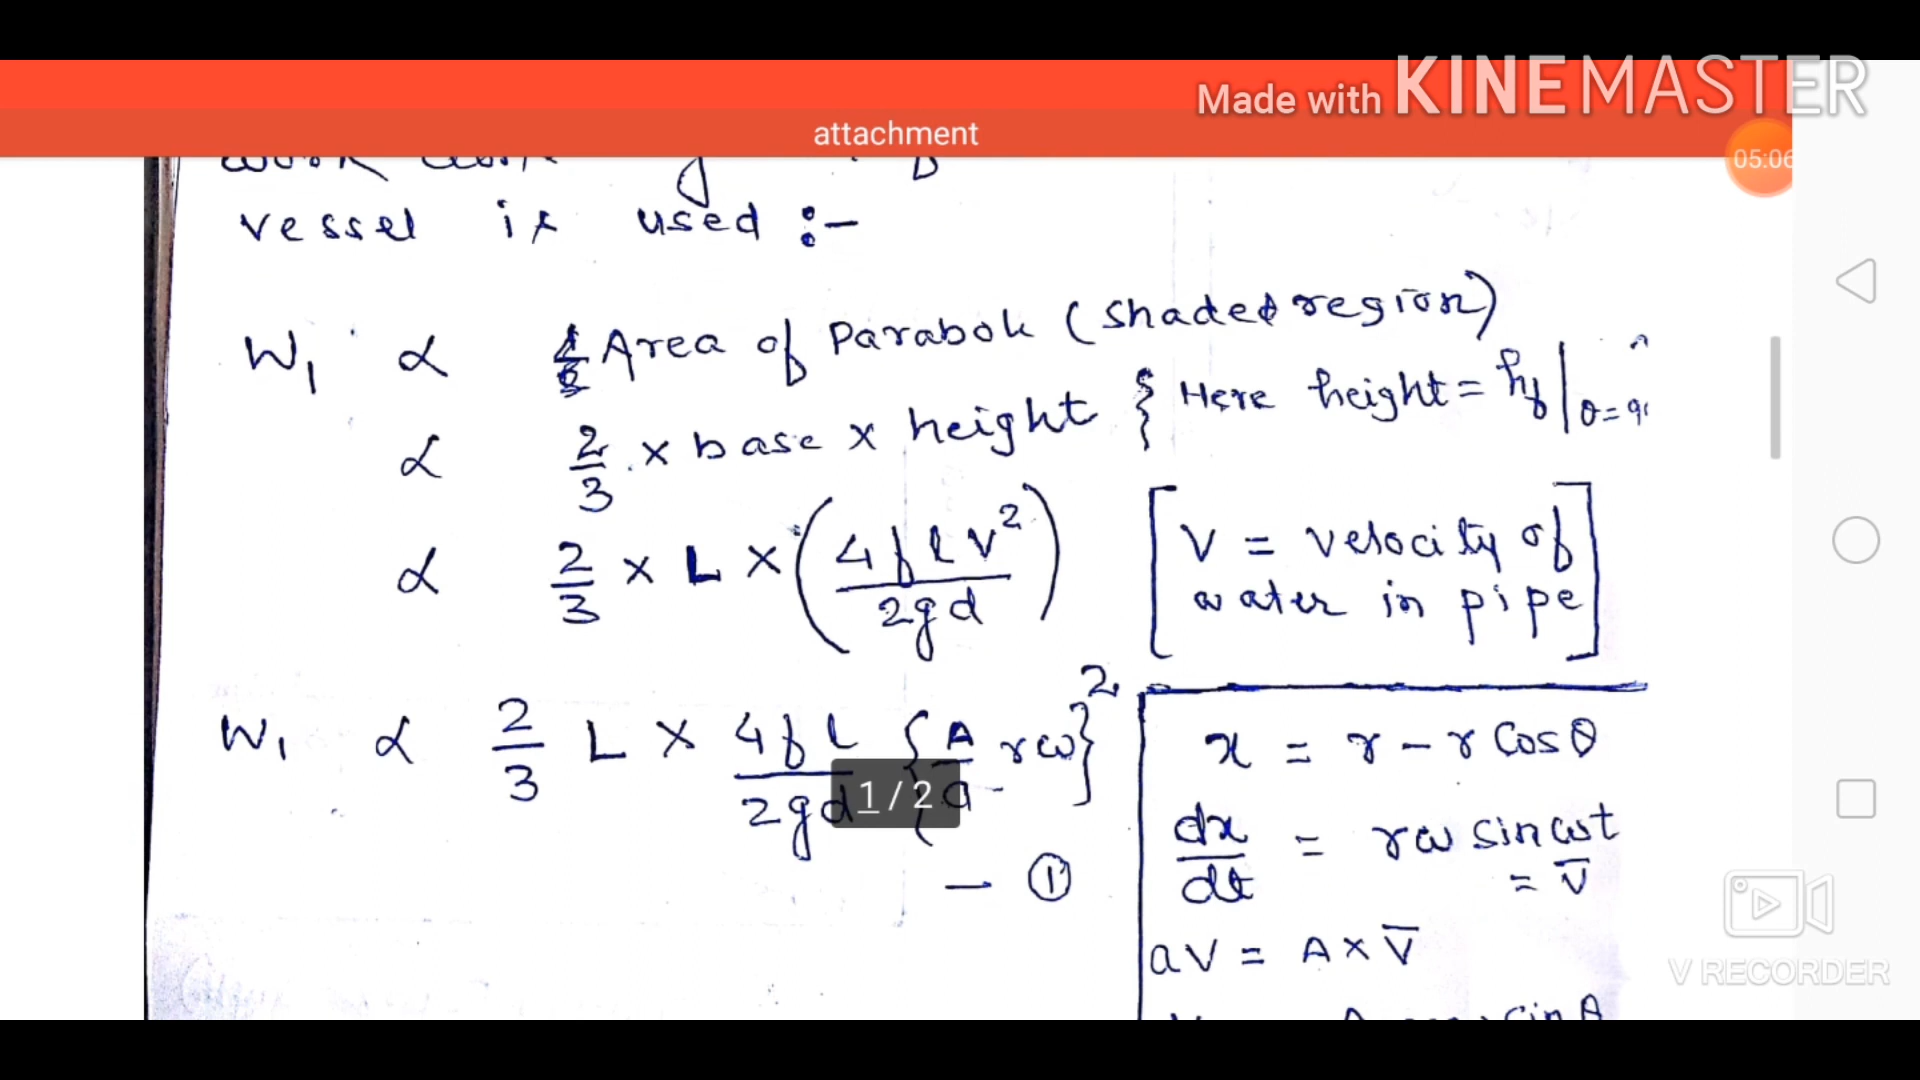 Made with KINEMASTER
attachment
05:06
vessel is used :-
W₁ ∝ Area of Parabola (shaded region)
∝ 2/3 × base × height { Here height = hf|θ=9
∝ 2/3 × L × (4flv²/2gd) [V = velocity of
water in pipe]
W₁ ∝ 2/3 L × 4fl/2gd {A/a rω}² — ①
1 / 2
x = r - r Cosθ
dx/dt = rω sin ωt
= V̅
aV = A × V̅
V RECORDER